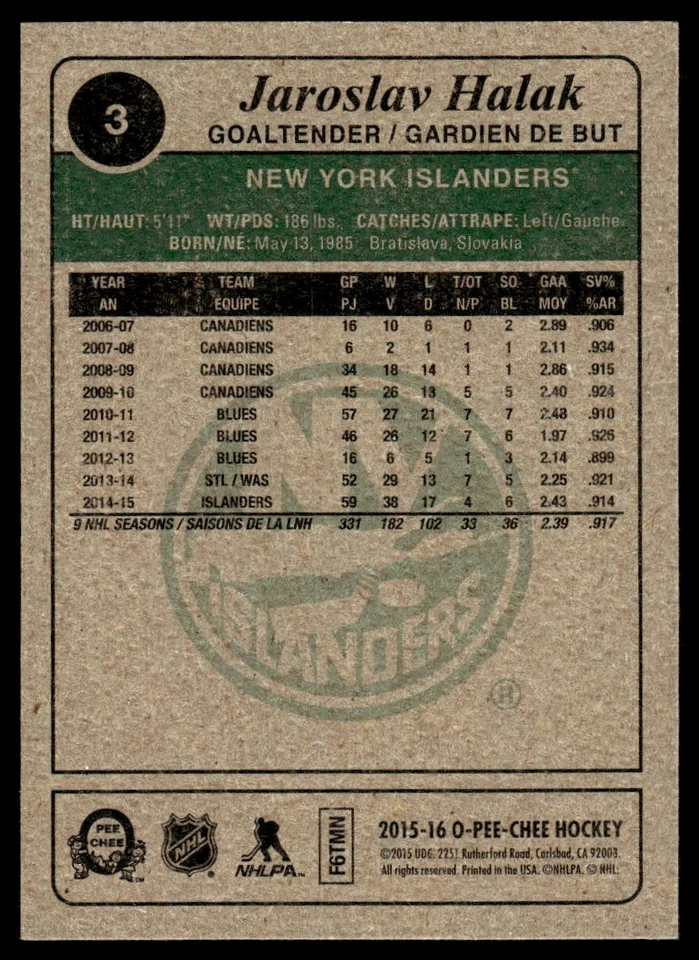 3
Jaroslav Halak
GOALTENDER / GARDIEN DE BUT
NEW YORK ISLANDERS®
HT/HAUT: 5'11" WT/PDS: 186 lbs. CATCHES/ATTRAPE: Left/Gauche
BORN/NÉ: May 13, 1985 Bratislava, Slovakia
YEAR TEAM GP W L T/OT SO GAA SV%
AN ÉQUIPE PJ V D N/P BL MOY %AR
2006-07 CANADIENS 16 10 6 0 2 2.89 .906
2007-08 CANADIENS 6 2 1 1 1 2.11 .934
2008-09 CANADIENS 34 18 14 1 1 2.86 .915
2009-10 CANADIENS 45 26 13 5 5 2.40 .924
2010-11 BLUES 57 27 21 7 7 2.48 .910
2011-12 BLUES 46 26 12 7 6 1.97 .926
2012-13 BLUES 16 6 5 1 3 2.14 .899
2013-14 STL / WAS 52 29 13 7 5 2.25 .921
2014-15 ISLANDERS 59 38 17 4 6 2.43 .914
9 NHL SEASONS / SAISONS DE LA LNH 331 182 102 33 36 2.39 .917
NY
ISLANDERS
®
O
PEE
CHEE
NHL
NHLPA
F6TMN
2015-16 O-PEE-CHEE HOCKEY
©2015 UDC, 2251 Rutherford Road, Carlsbad, CA 92008.
All rights reserved. Printed in the USA. ©NHLPA. © NHL.